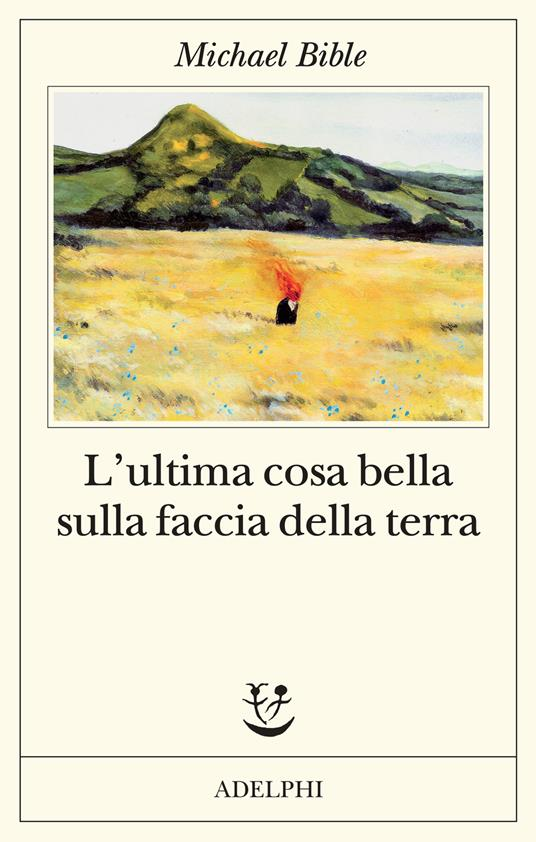 Michael Bible
L'ultima cosa bella
sulla faccia della terra
ADELPHI